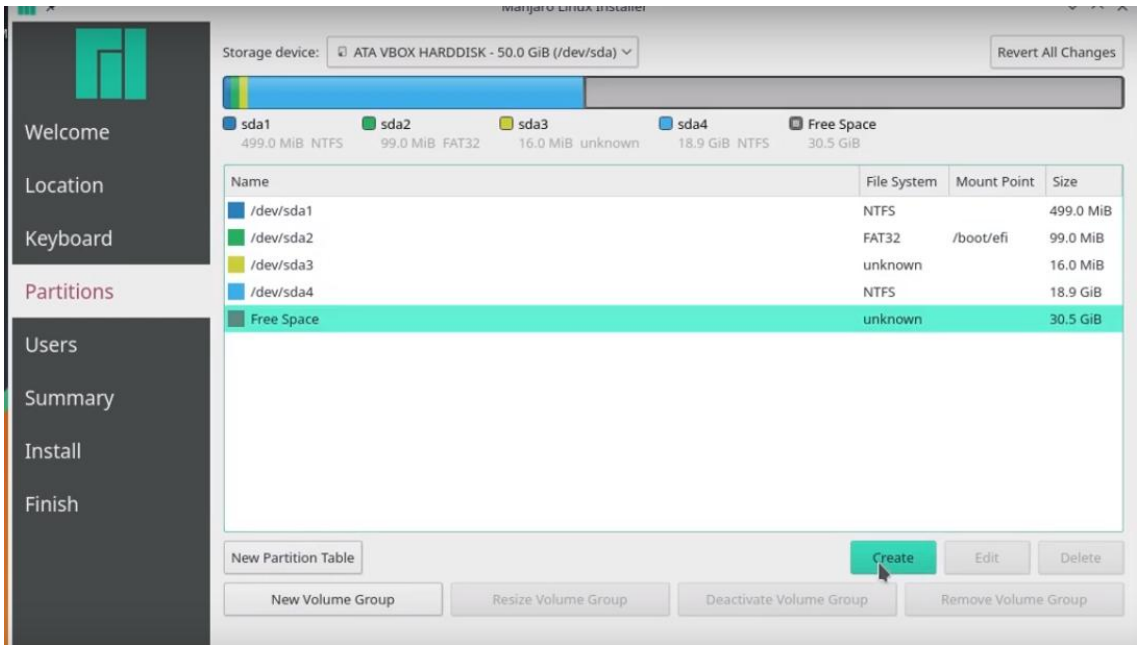 Manjaro Linux Installer
Storage device: ATA VBOX HARDDISK - 50.0 GiB (/dev/sda)
Revert All Changes
sda1 sda2 sda3 sda4 Free Space
499.0 MiB NTFS 99.0 MiB FAT32 16.0 MiB unknown 18.9 GiB NTFS 30.5 GiB
Welcome
Location
Keyboard
Partitions
Users
Summary
Install
Finish
Name File System Mount Point Size
/dev/sda1 NTFS 499.0 MiB
/dev/sda2 FAT32 /boot/efi 99.0 MiB
/dev/sda3 unknown 16.0 MiB
/dev/sda4 NTFS 18.9 GiB
Free Space unknown 30.5 GiB
New Partition Table Create Edit Delete
New Volume Group Resize Volume Group Deactivate Volume Group Remove Volume Group